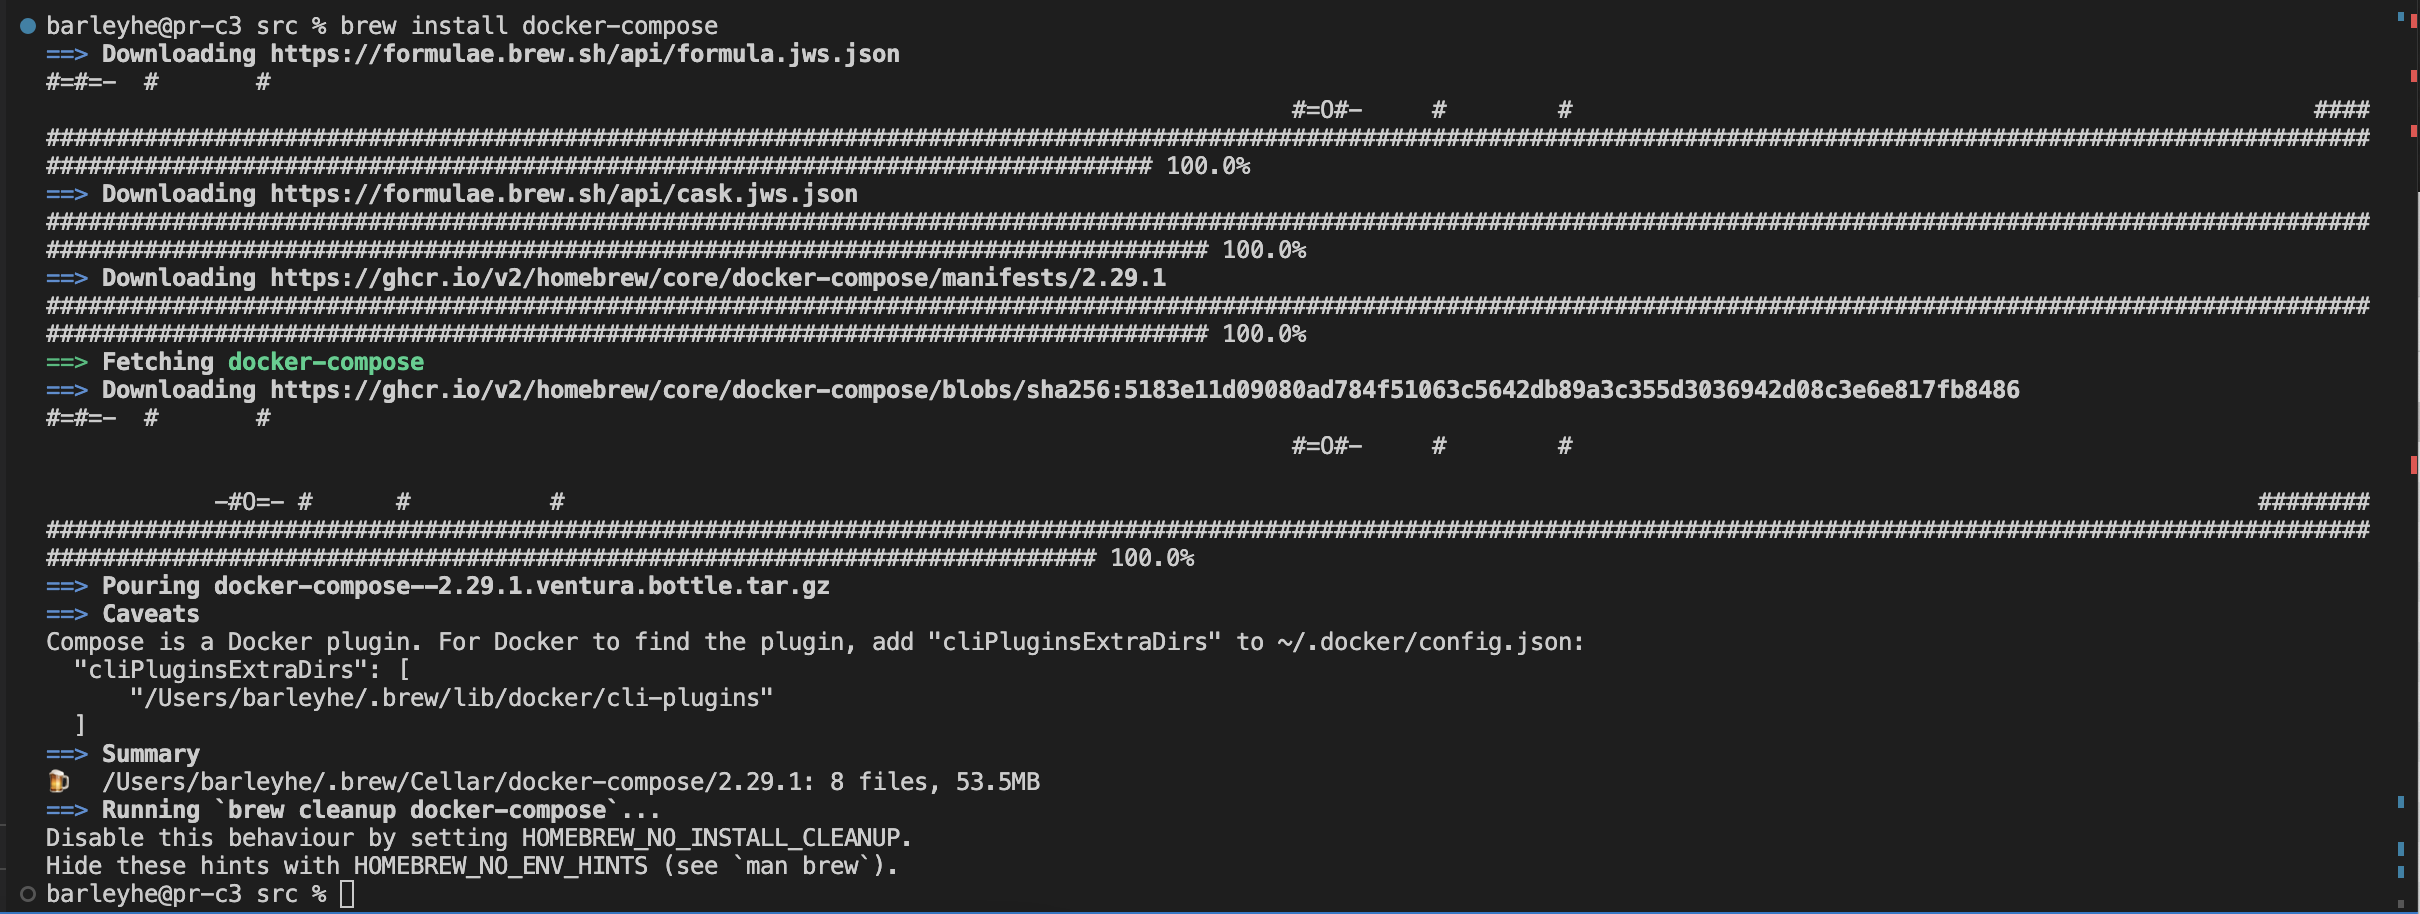 barleyhe@pr-c3 src % brew install docker-compose
==> Downloading https://formulae.brew.sh/api/formula.jws.json
#=#=-  #       #
#=O#-     #        # ####
######################################################################################################################################################################
############################################################################### 100.0%
==> Downloading https://formulae.brew.sh/api/cask.jws.json
######################################################################################################################################################################
################################################################################### 100.0%
==> Downloading https://ghcr.io/v2/homebrew/core/docker-compose/manifests/2.29.1
######################################################################################################################################################################
################################################################################### 100.0%
==> Fetching docker-compose
==> Downloading https://ghcr.io/v2/homebrew/core/docker-compose/blobs/sha256:5183e11d09080ad784f51063c5642db89a3c355d3036942d08c3e6e817fb8486
#=#=-  #       #
#=O#-     #        #
-#O=- #      #          # ########
######################################################################################################################################################################
########################################################################### 100.0%
==> Pouring docker-compose--2.29.1.ventura.bottle.tar.gz
==> Caveats
Compose is a Docker plugin. For Docker to find the plugin, add "cliPluginsExtraDirs" to ~/.docker/config.json:
  "cliPluginsExtraDirs": [
      "/Users/barleyhe/.brew/lib/docker/cli-plugins"
  ]
==> Summary
🍺  /Users/barleyhe/.brew/Cellar/docker-compose/2.29.1: 8 files, 53.5MB
==> Running `brew cleanup docker-compose`...
Disable this behaviour by setting HOMEBREW_NO_INSTALL_CLEANUP.
Hide these hints with HOMEBREW_NO_ENV_HINTS (see `man brew`).
barleyhe@pr-c3 src %